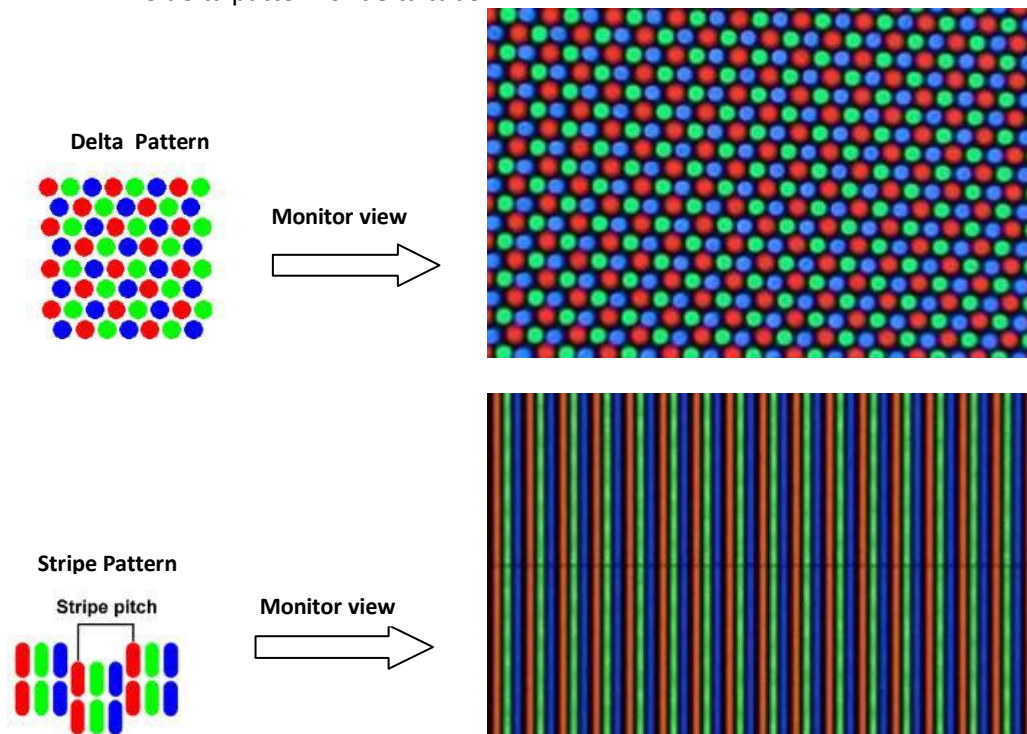 Delta Pattern
Monitor view
Stripe Pattern
Stripe pitch
Monitor view